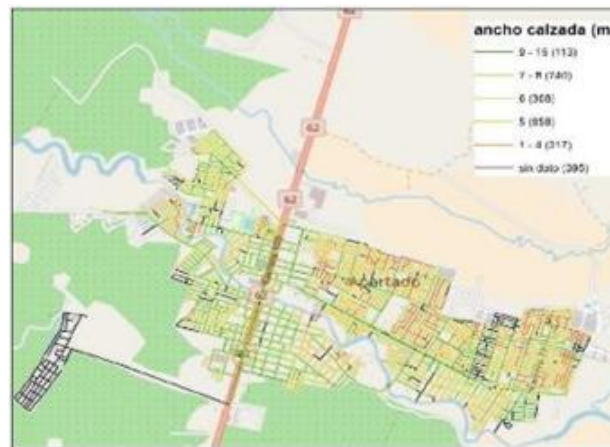 ancho calzada (m
9 - 15 (113)
7 - 8 (740)
6 (368)
5 (858)
1 - 4 (317)
sin dato (395)
62
62
62
Apartadó